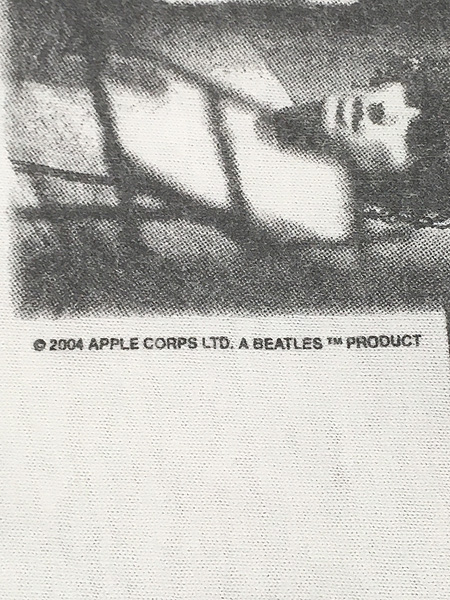 © 2004 APPLE CORPS LTD. A BEATLES ™ PRODUCT